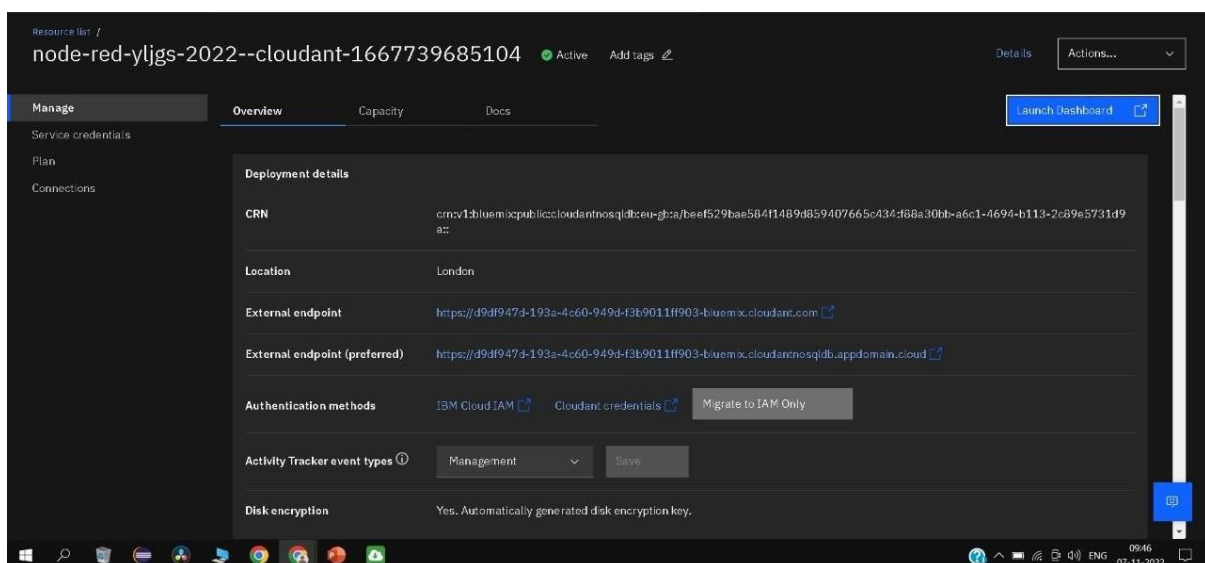 Resource list /
node-red-yljgs-2022--cloudant-1667739685104 Active Add tags Details Actions...
Manage
Service credentials
Plan
Connections
Overview Capacity Docs Launch Dashboard
Deployment details
CRN crn:v1:bluemix:public:cloudantnosqldb:eu-gb:a/beef529bae584f1489d859407665c434:f88a30bb-a6c1-4694-b113-2c89e5731d9
a::
Location London
External endpoint https://d9df947d-193a-4c60-949d-f3b9011ff903-bluemix.cloudant.com
External endpoint (preferred) https://d9df947d-193a-4c60-949d-f3b9011ff903-bluemix.cloudantnosqldb.appdomain.cloud
Authentication methods IBM Cloud IAM Cloudant credentials Migrate to IAM Only
Activity Tracker event types Management Save
Disk encryption Yes. Automatically generated disk encryption key.
ENG 09:46
07-11-2022